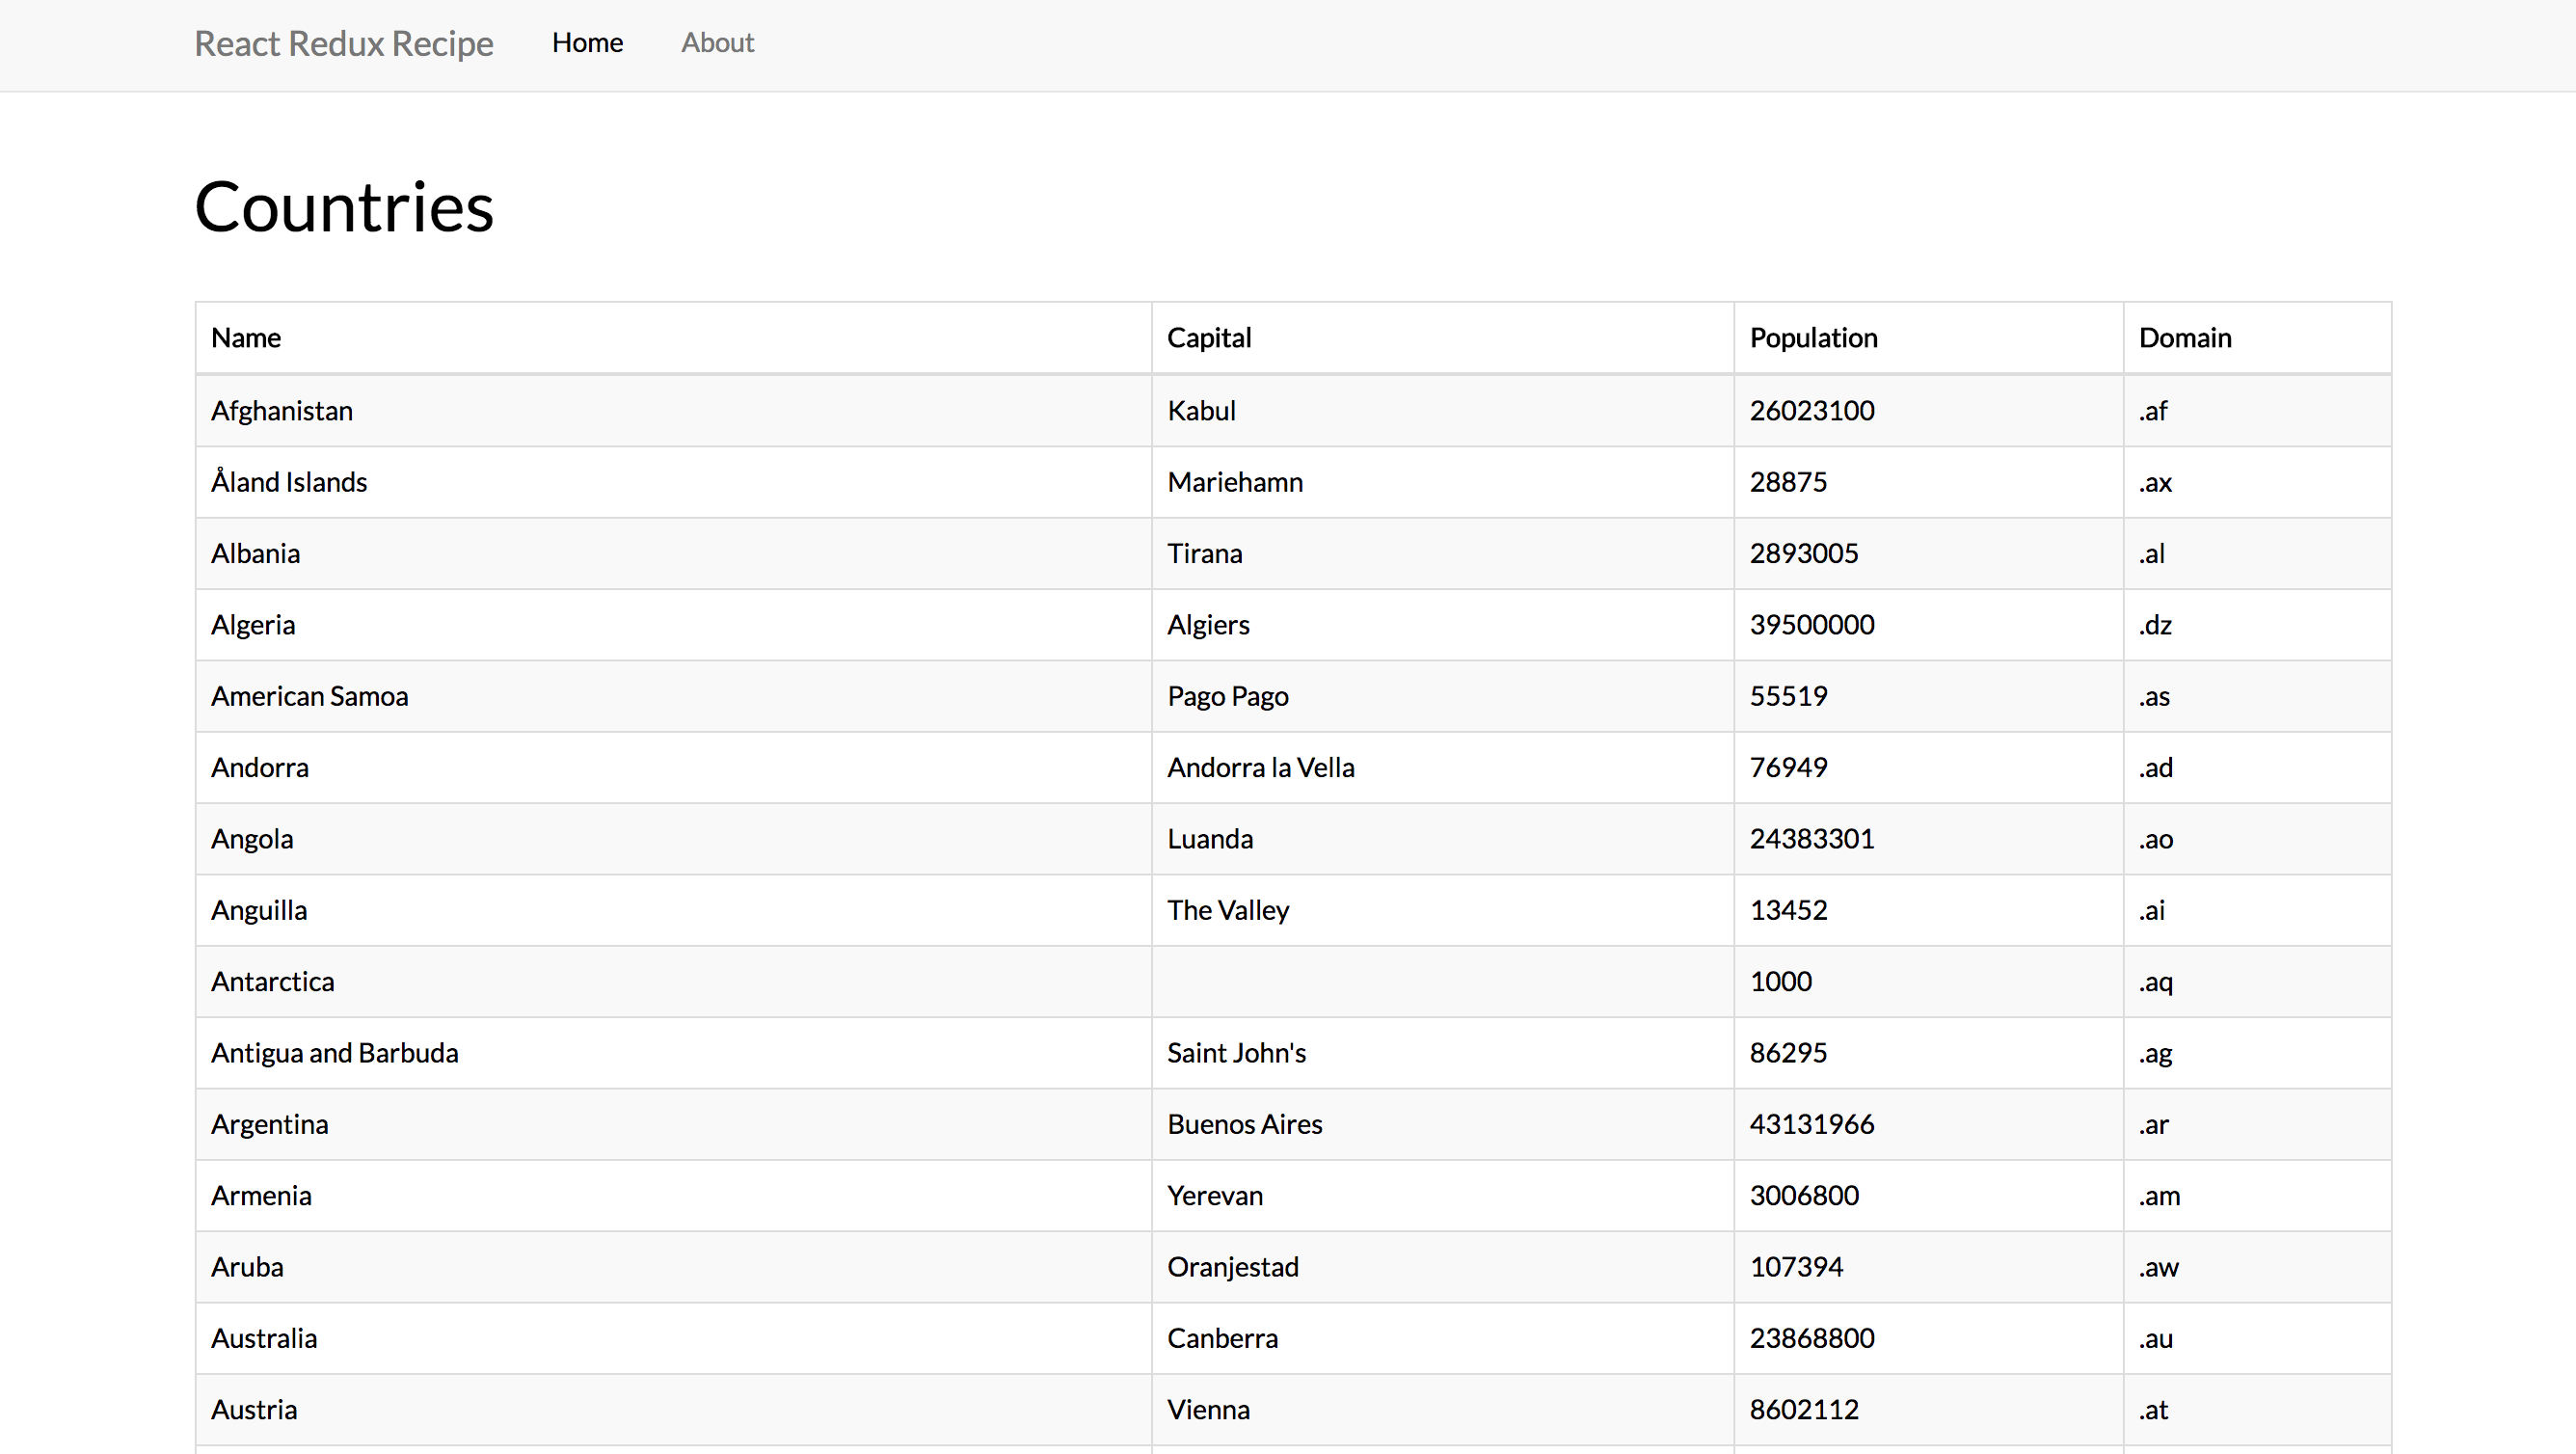 React Redux Recipe Home About
Countries
Name Capital Population Domain
Afghanistan Kabul 26023100 .af
Åland Islands Mariehamn 28875 .ax
Albania Tirana 2893005 .al
Algeria Algiers 39500000 .dz
American Samoa Pago Pago 55519 .as
Andorra Andorra la Vella 76949 .ad
Angola Luanda 24383301 .ao
Anguilla The Valley 13452 .ai
Antarctica 1000 .aq
Antigua and Barbuda Saint John's 86295 .ag
Argentina Buenos Aires 43131966 .ar
Armenia Yerevan 3006800 .am
Aruba Oranjestad 107394 .aw
Australia Canberra 23868800 .au
Austria Vienna 8602112 .at